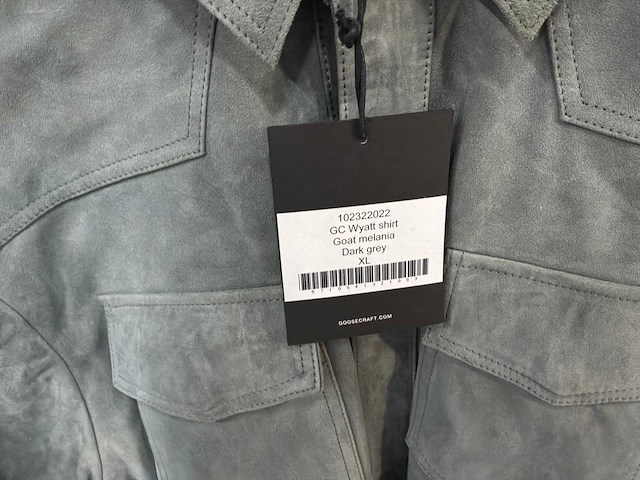 102322022
GC Wyatt shirt
Goat melania
Dark grey
XL
GOOSECRAFT.COM